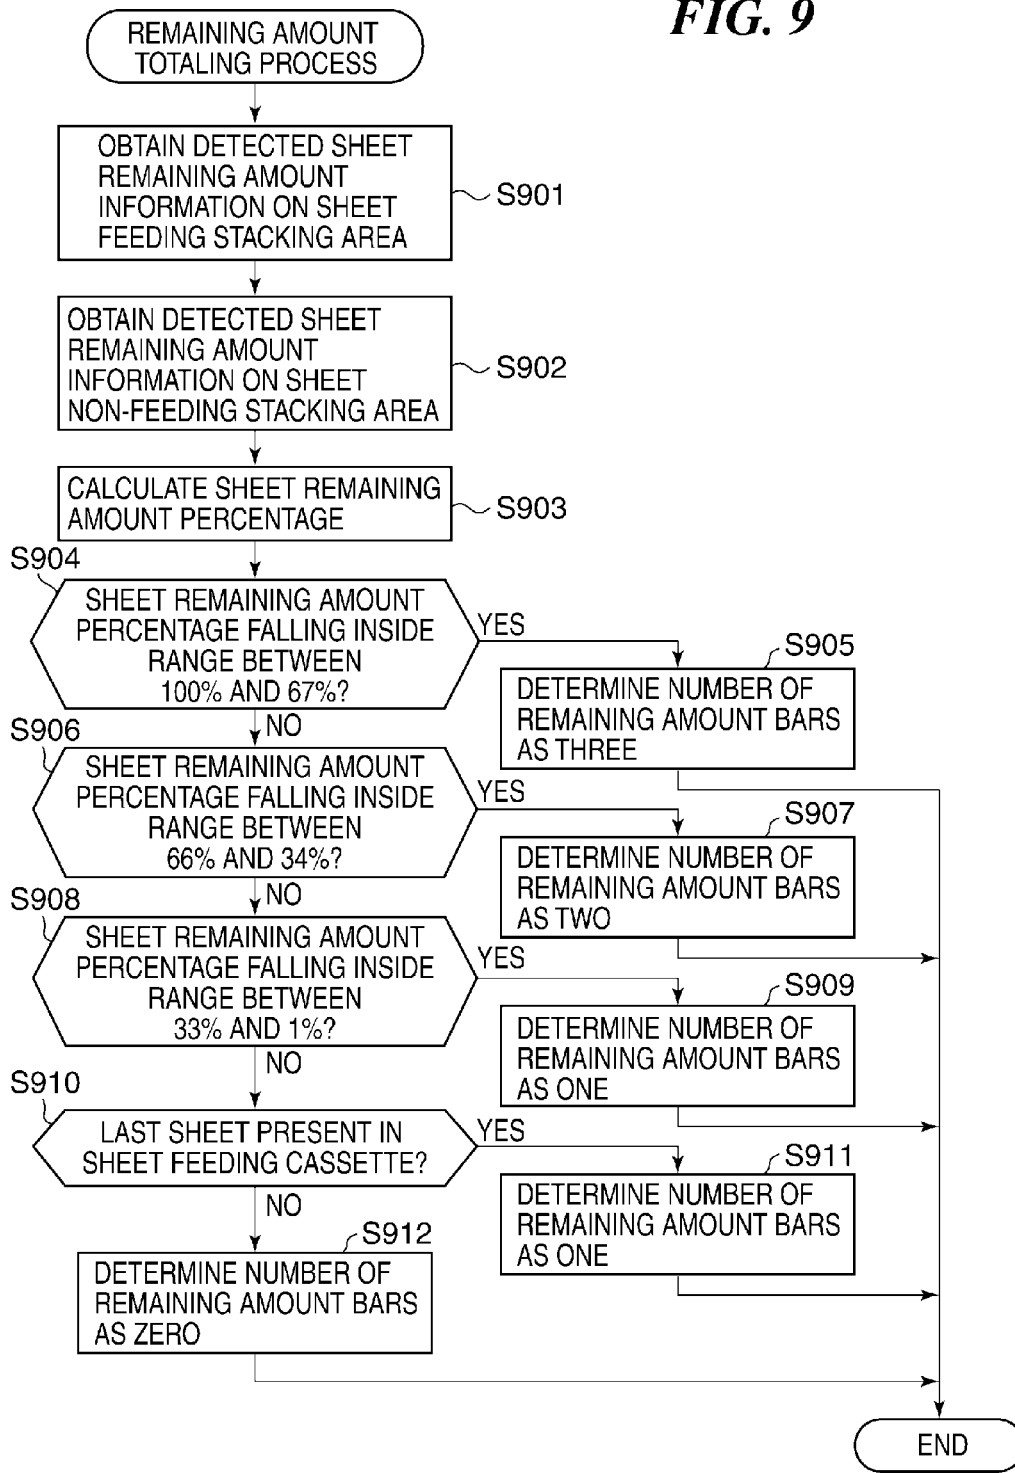 FIG. 9
REMAINING AMOUNT
TOTALING PROCESS
OBTAIN DETECTED SHEET
REMAINING AMOUNT
INFORMATION ON SHEET
FEEDING STACKING AREA
S901
OBTAIN DETECTED SHEET
REMAINING AMOUNT
INFORMATION ON SHEET
NON-FEEDING STACKING AREA
S902
CALCULATE SHEET REMAINING
AMOUNT PERCENTAGE
S903
S904
SHEET REMAINING AMOUNT
PERCENTAGE FALLING INSIDE
RANGE BETWEEN
100% AND 67%?
YES
NO
S905
DETERMINE NUMBER OF
REMAINING AMOUNT BARS
AS THREE
S906
SHEET REMAINING AMOUNT
PERCENTAGE FALLING INSIDE
RANGE BETWEEN
66% AND 34%?
YES
NO
S907
DETERMINE NUMBER OF
REMAINING AMOUNT BARS
AS TWO
S908
SHEET REMAINING AMOUNT
PERCENTAGE FALLING INSIDE
RANGE BETWEEN
33% AND 1%?
YES
NO
S909
DETERMINE NUMBER OF
REMAINING AMOUNT BARS
AS ONE
S910
LAST SHEET PRESENT IN
SHEET FEEDING CASSETTE?
YES
NO
S911
DETERMINE NUMBER OF
REMAINING AMOUNT BARS
AS ONE
S912
DETERMINE NUMBER OF
REMAINING AMOUNT BARS
AS ZERO
END